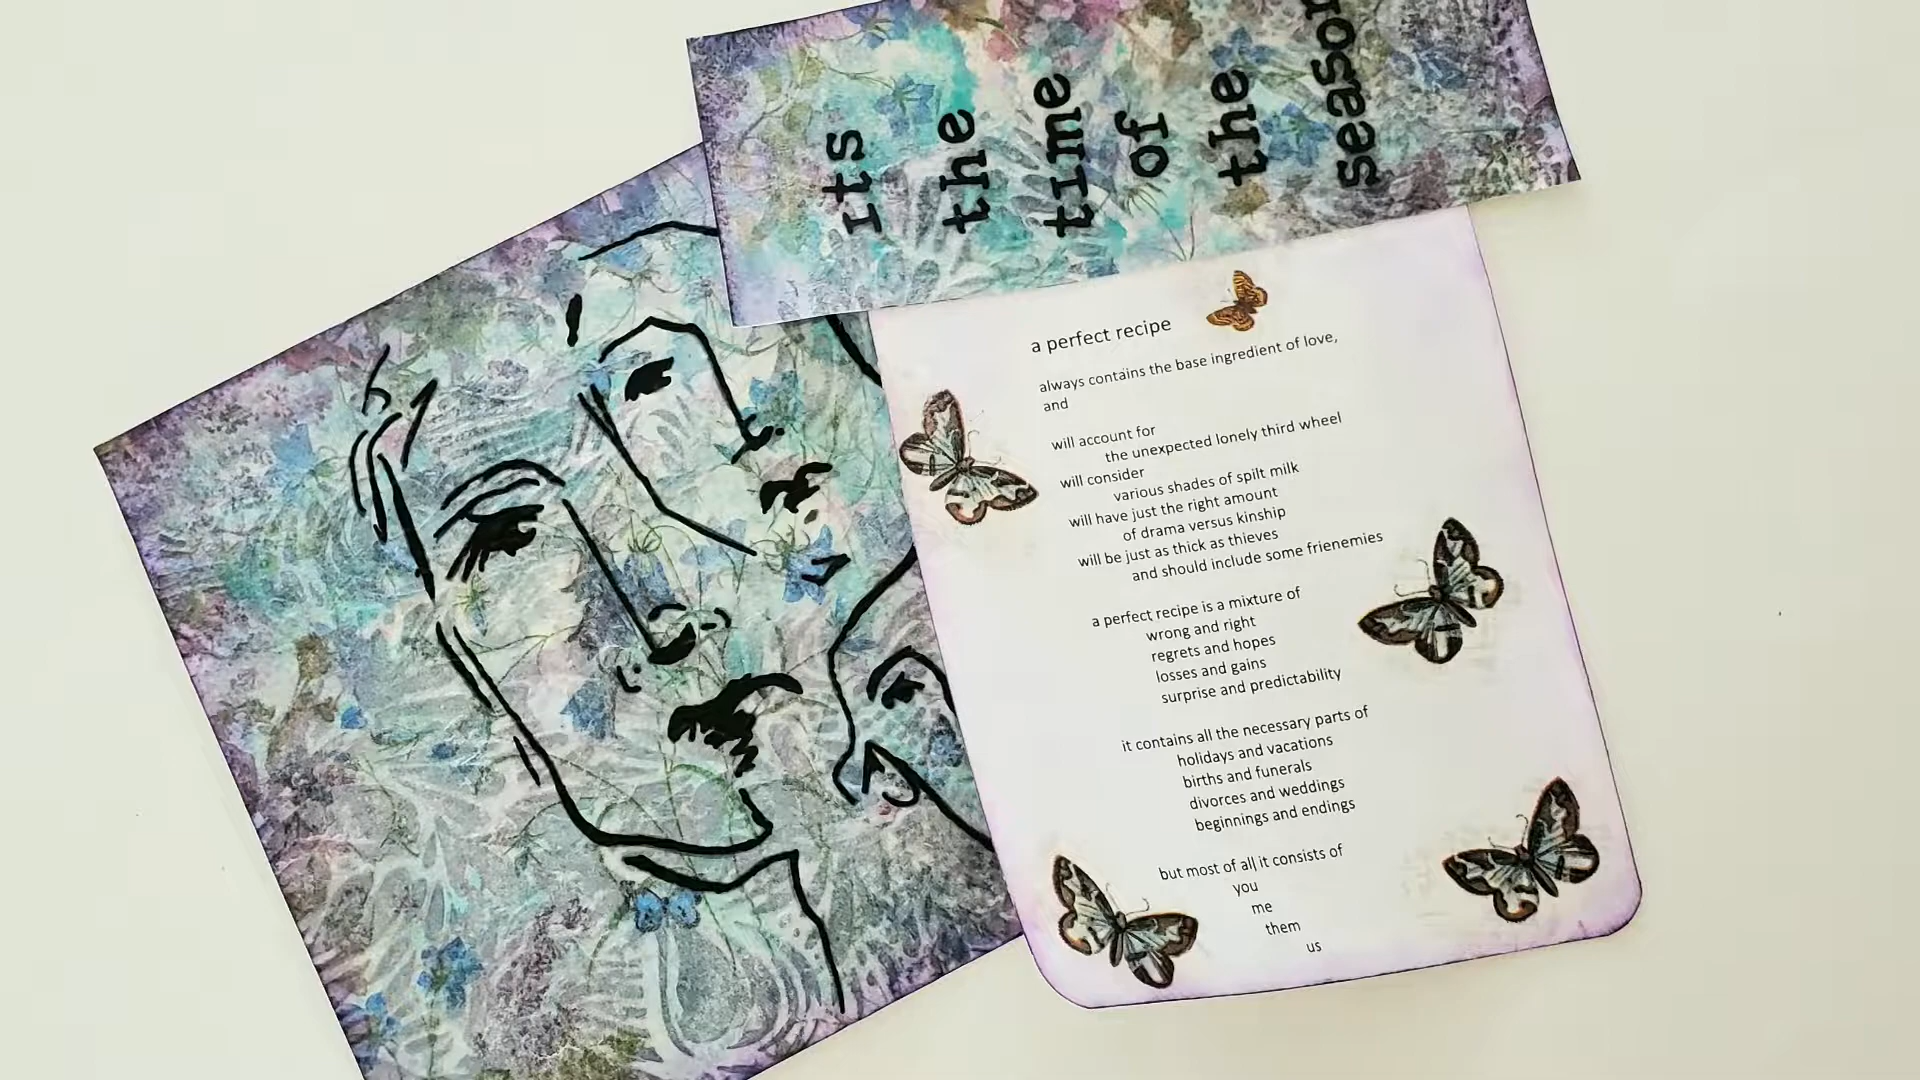 its
the
time
of
the
season
a perfect recipe
always contains the base ingredient of love,
and
will account for
the unexpected lonely third wheel
will consider
various shades of spilt milk
will have just the right amount
of drama versus kinship
will be just as thick as thieves
and should include some frienemies
a perfect recipe is a mixture of
wrong and right
regrets and hopes
losses and gains
surprise and predictability
it contains all the necessary parts of
holidays and vacations
births and funerals
divorces and weddings
beginnings and endings
but most of all it consists of
you
me
them
us